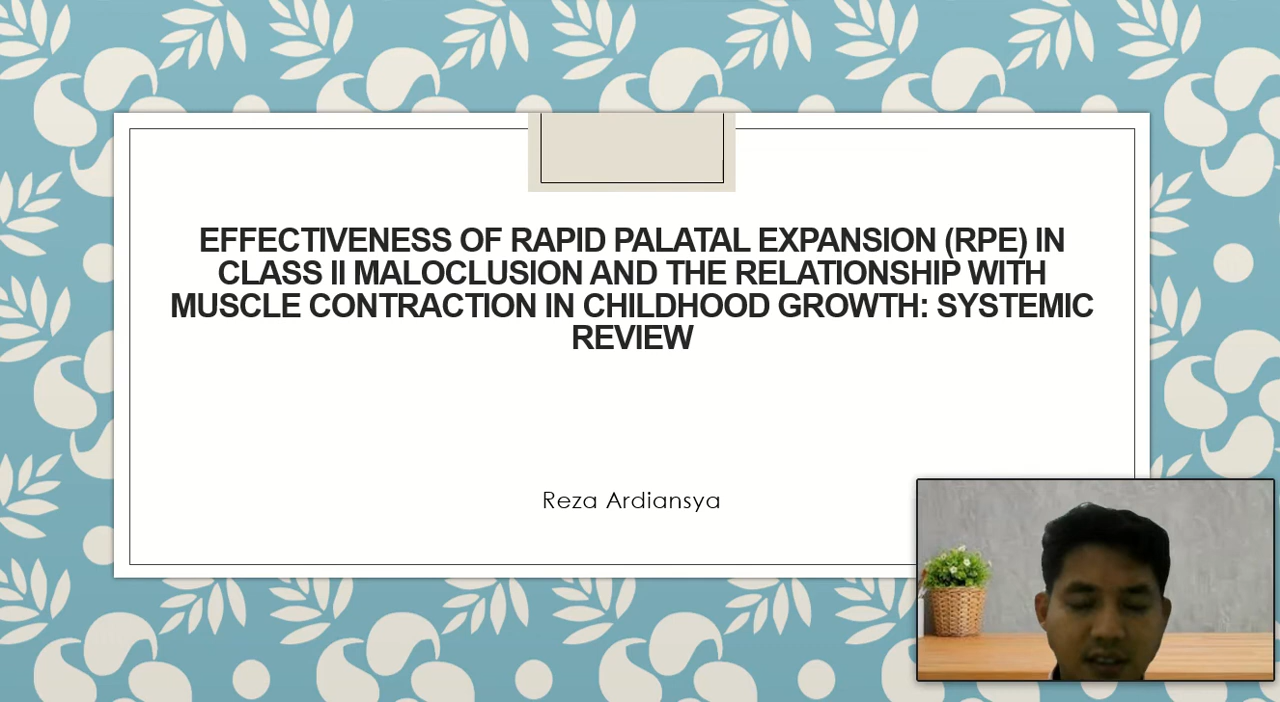 EFFECTIVENESS OF RAPID PALATAL EXPANSION (RPE) IN
CLASS II MALOCLUSION AND THE RELATIONSHIP WITH
MUSCLE CONTRACTION IN CHILDHOOD GROWTH: SYSTEMIC
REVIEW
Reza Ardiansya